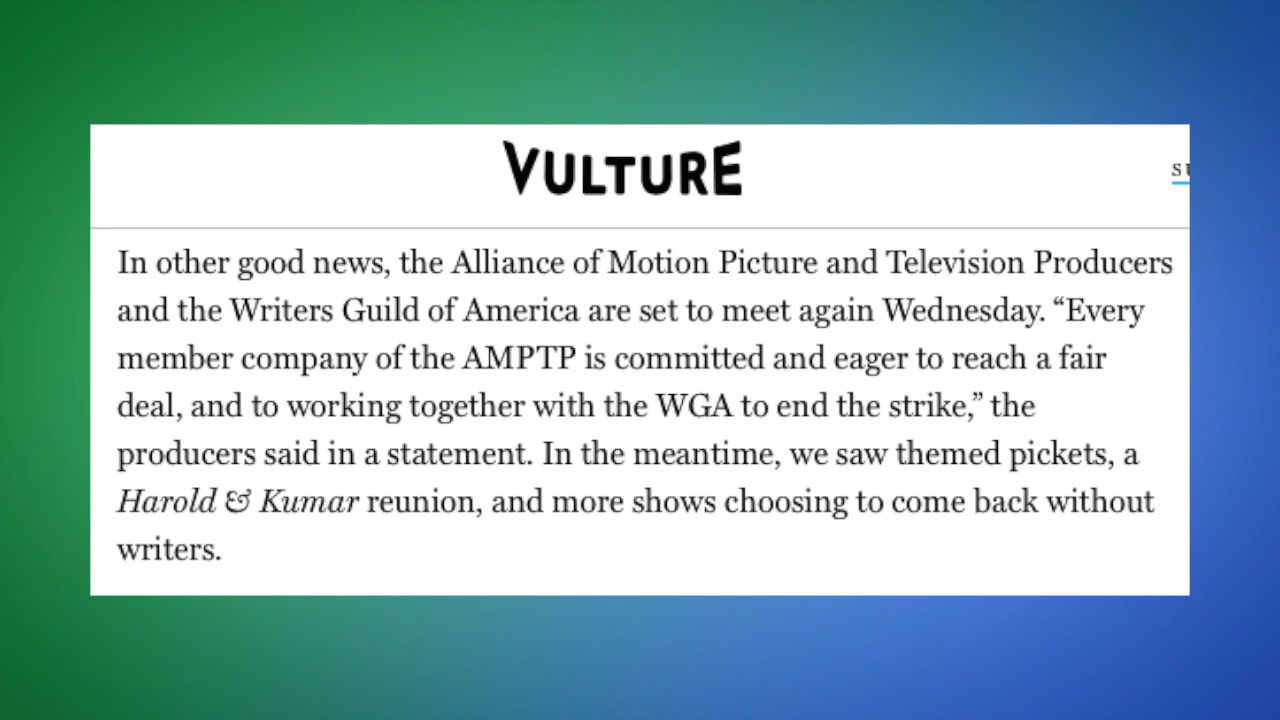 VULTURE
SU
In other good news, the Alliance of Motion Picture and Television Producers
and the Writers Guild of America are set to meet again Wednesday. “Every
member company of the AMPTP is committed and eager to reach a fair
deal, and to working together with the WGA to end the strike,” the
producers said in a statement. In the meantime, we saw themed pickets, a
Harold & Kumar reunion, and more shows choosing to come back without
writers.